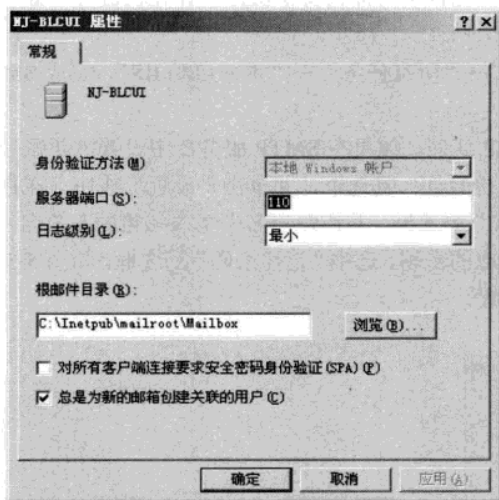 NJ-BLCUI 属性
常规
NJ-BLCUI
身份验证方法(M)
本地 Windows 帐户
服务器端口(S):
110
日志级别(L):
最小
根邮件目录(R):
C:\Inetpub\mailroot\Mailbox
浏览(B)...
对所有客户端连接要求安全密码身份验证(SPA)(P)
总是为新的邮箱创建关联的用户(C)
确定 取消 应用(A)